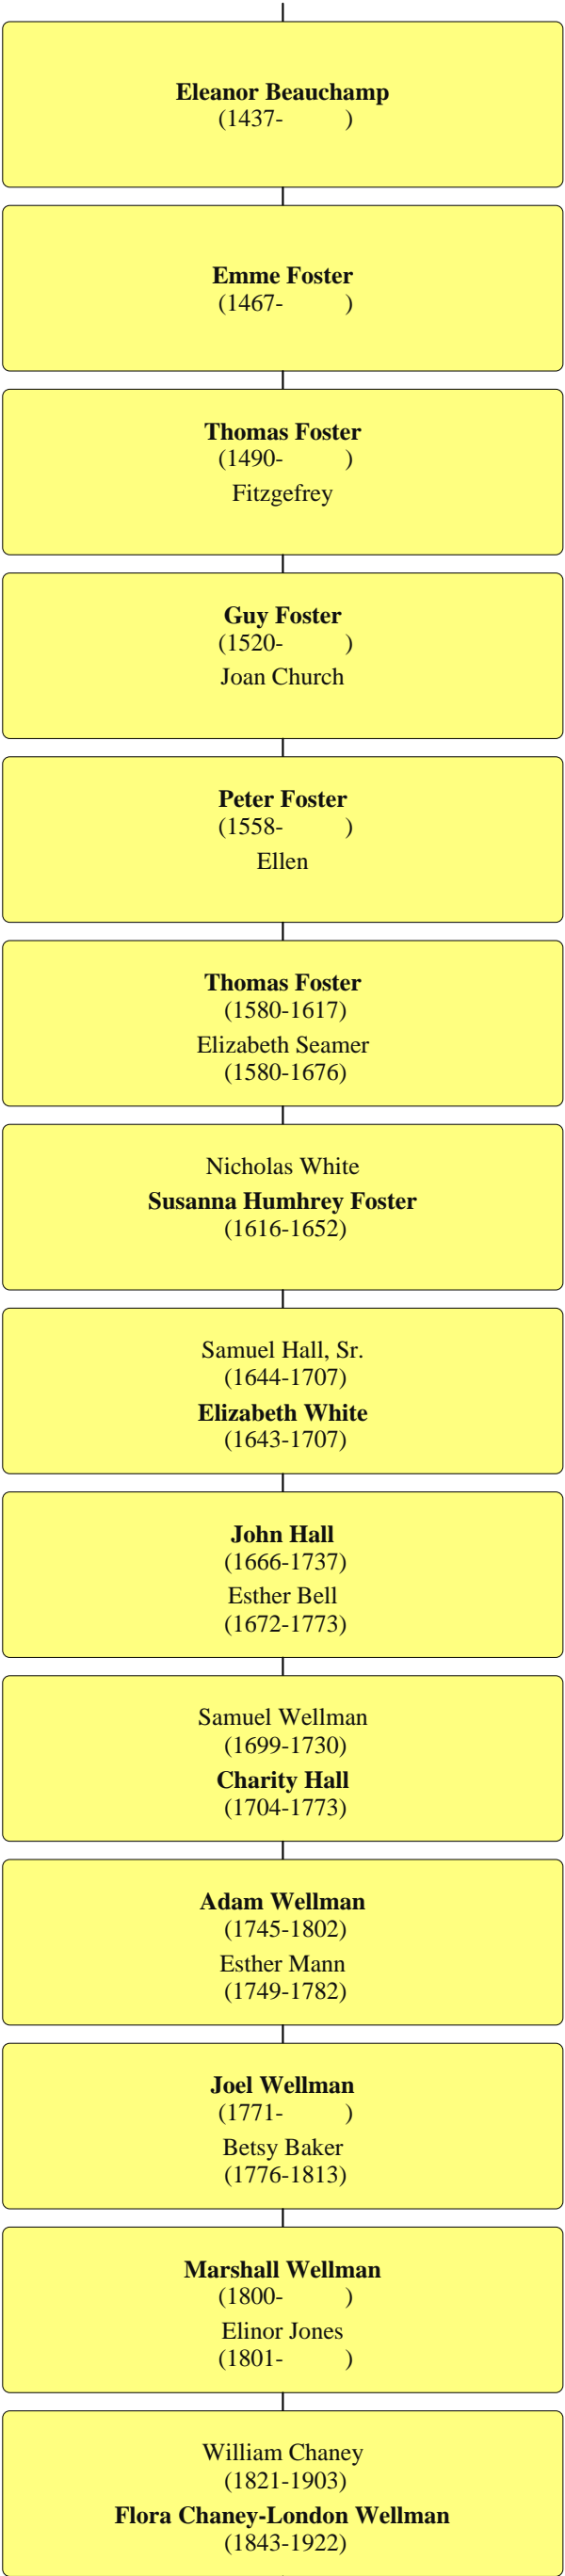 Eleanor Beauchamp
(1437-          )
Emme Foster
(1467-          )
Thomas Foster
(1490-          )
Fitzgefrey
Guy Foster
(1520-          )
Joan Church
Peter Foster
(1558-          )
Ellen
Thomas Foster
(1580-1617)
Elizabeth Seamer
(1580-1676)
Nicholas White
Susanna Humhrey Foster
(1616-1652)
Samuel Hall, Sr.
(1644-1707)
Elizabeth White
(1643-1707)
John Hall
(1666-1737)
Esther Bell
(1672-1773)
Samuel Wellman
(1699-1730)
Charity Hall
(1704-1773)
Adam Wellman
(1745-1802)
Esther Mann
(1749-1782)
Joel Wellman
(1771-          )
Betsy Baker
(1776-1813)
Marshall Wellman
(1800-          )
Elinor Jones
(1801-          )
William Chaney
(1821-1903)
Flora Chaney-London Wellman
(1843-1922)